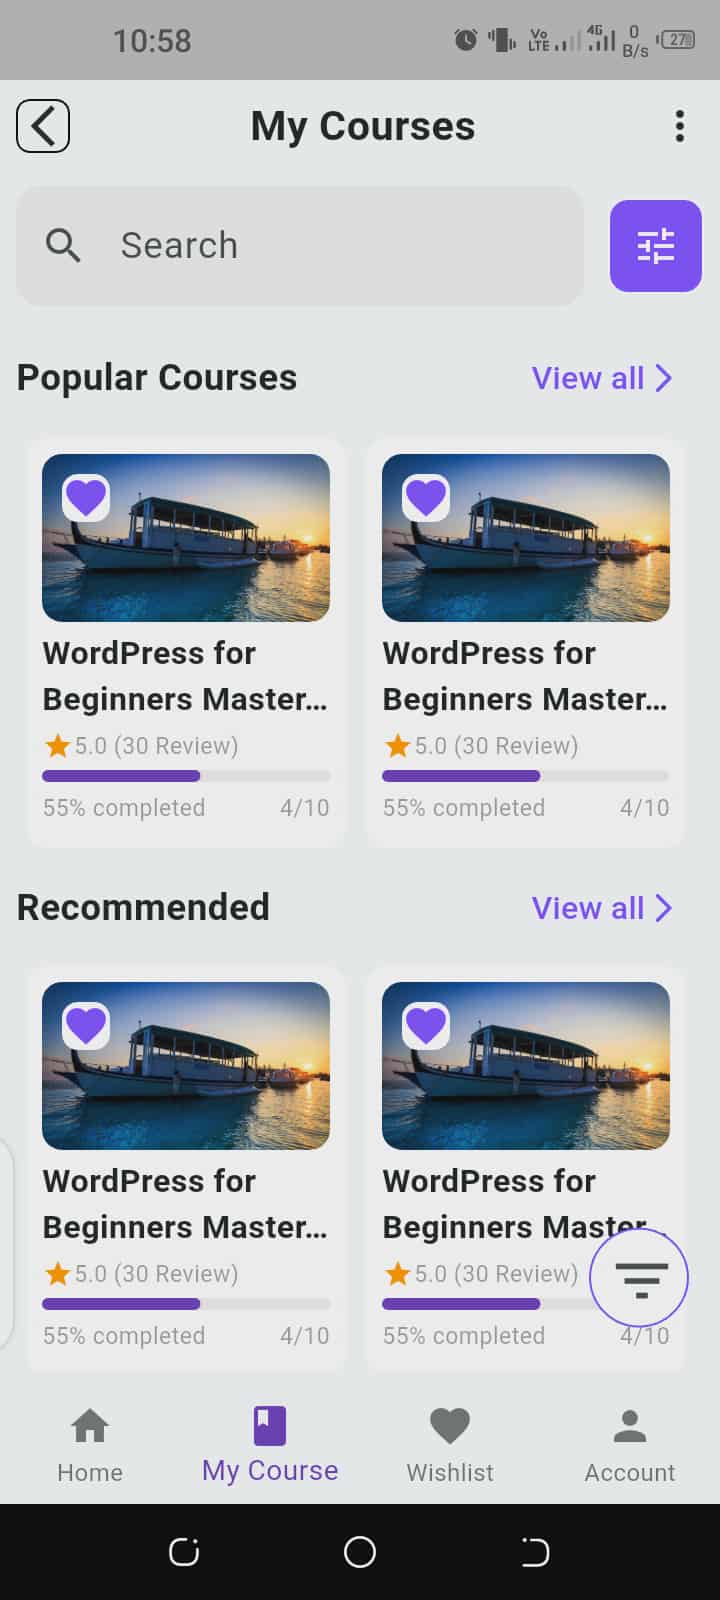 10:58
Vo
LTE
4G
0
B/s
27
My Courses
Search
Popular Courses
View all
WordPress for
Beginners Master...
5.0 (30 Review)
55% completed
4/10
WordPress for
Beginners Master...
5.0 (30 Review)
55% completed
4/10
Recommended
View all
WordPress for
Beginners Master...
5.0 (30 Review)
55% completed
4/10
WordPress for
Beginners Master...
5.0 (30 Review)
55% completed
4/10
Home
My Course
Wishlist
Account